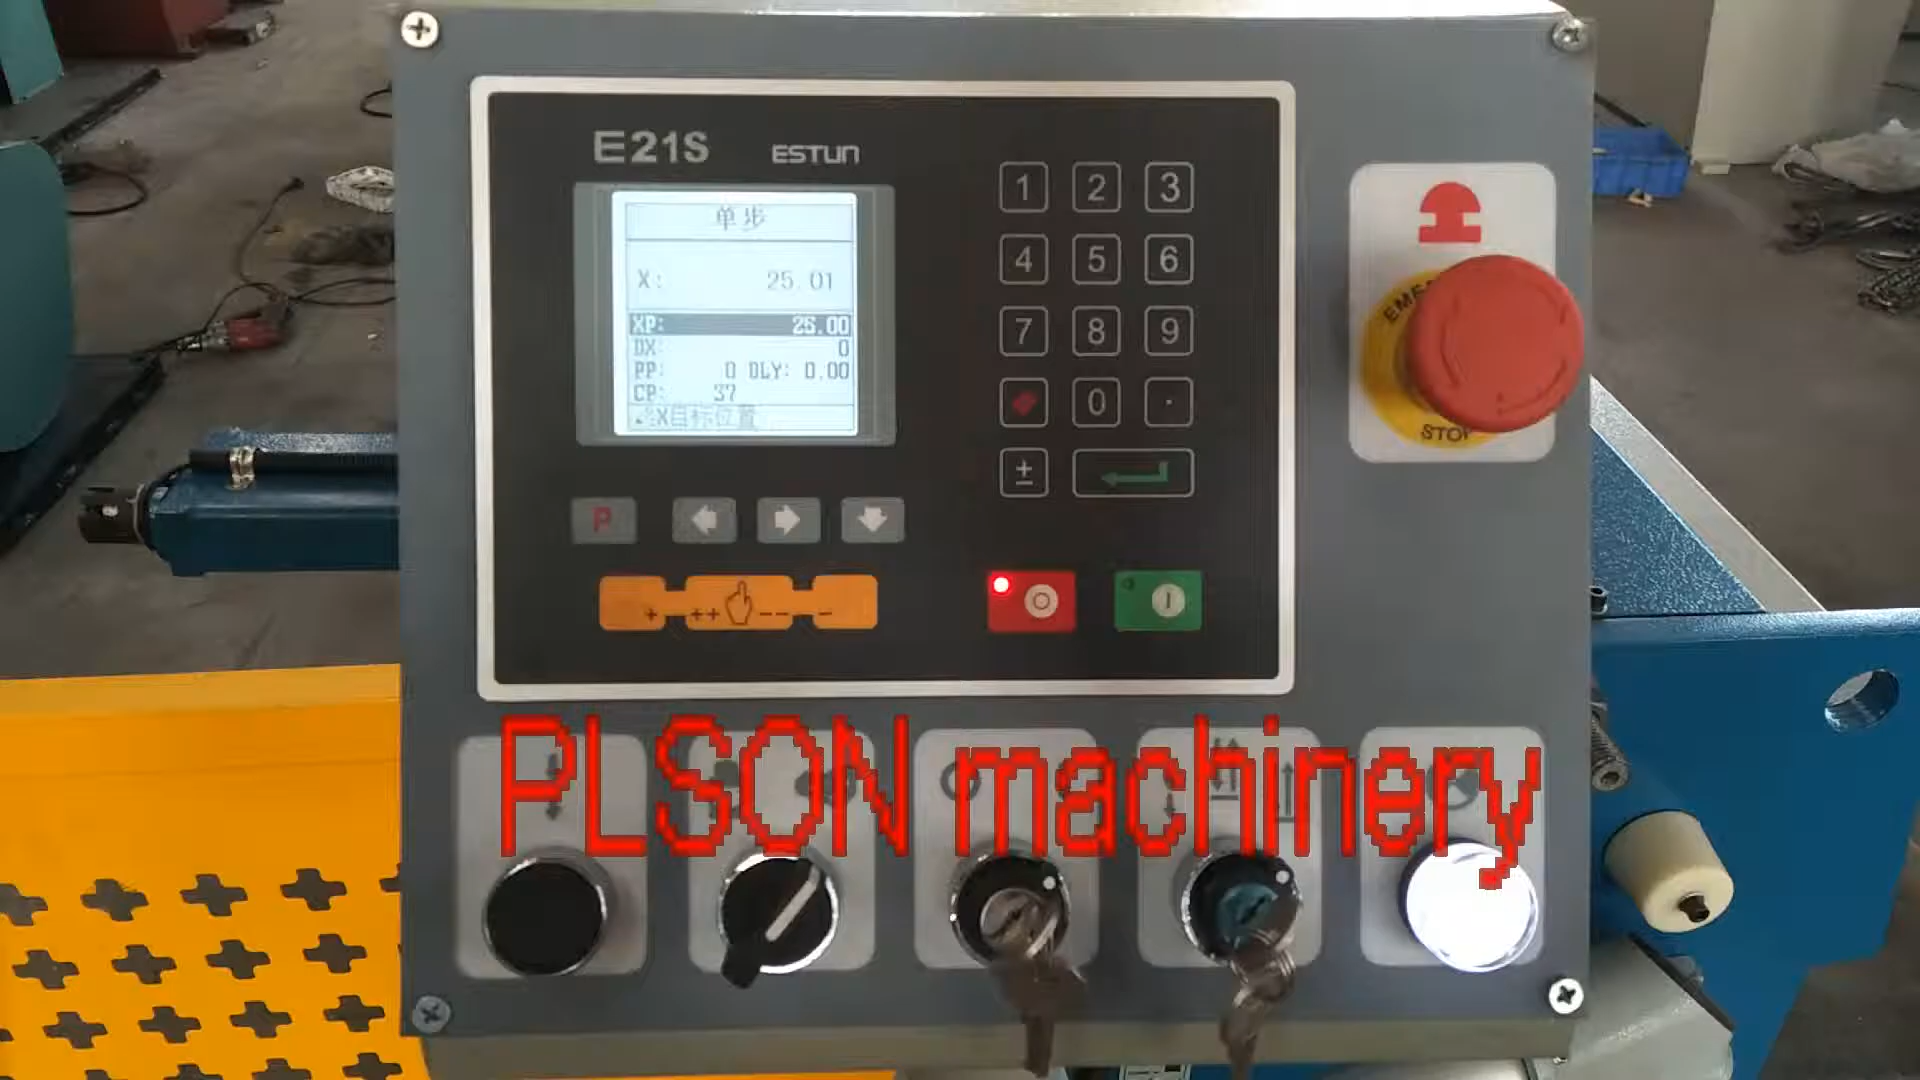 E21S ESTUN
单步
X: 25.01
XP: 25.00
DX: 0
PP: 0 DLY: 0.00
CP: 37
X目标位置
1 2 3
4 5 6
7 8 9
0 .
±
P
+ ++ -- -
STOP
PLSON machinery